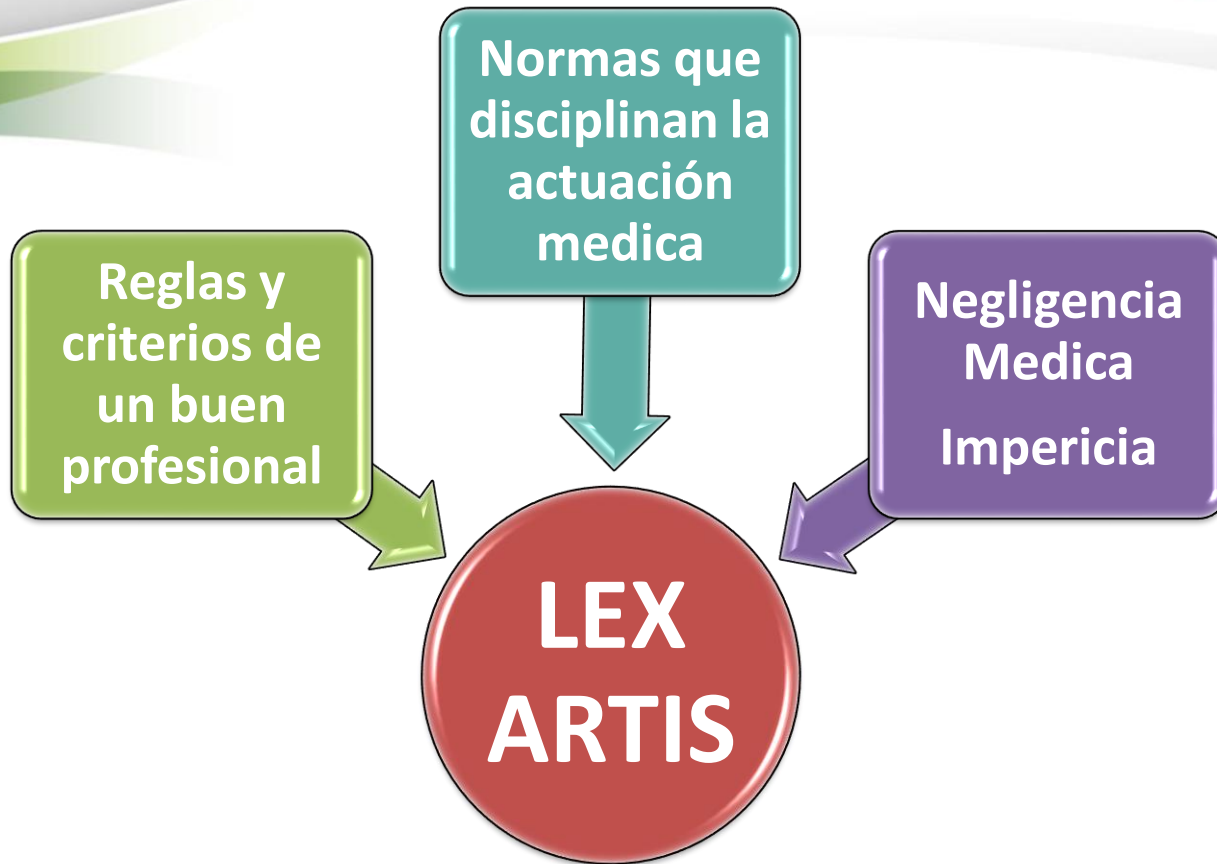 Normas que
disciplinan la
actuación
medica
Reglas y
criterios de
un buen
profesional
Negligencia
Medica
Impericia
LEX
ARTIS